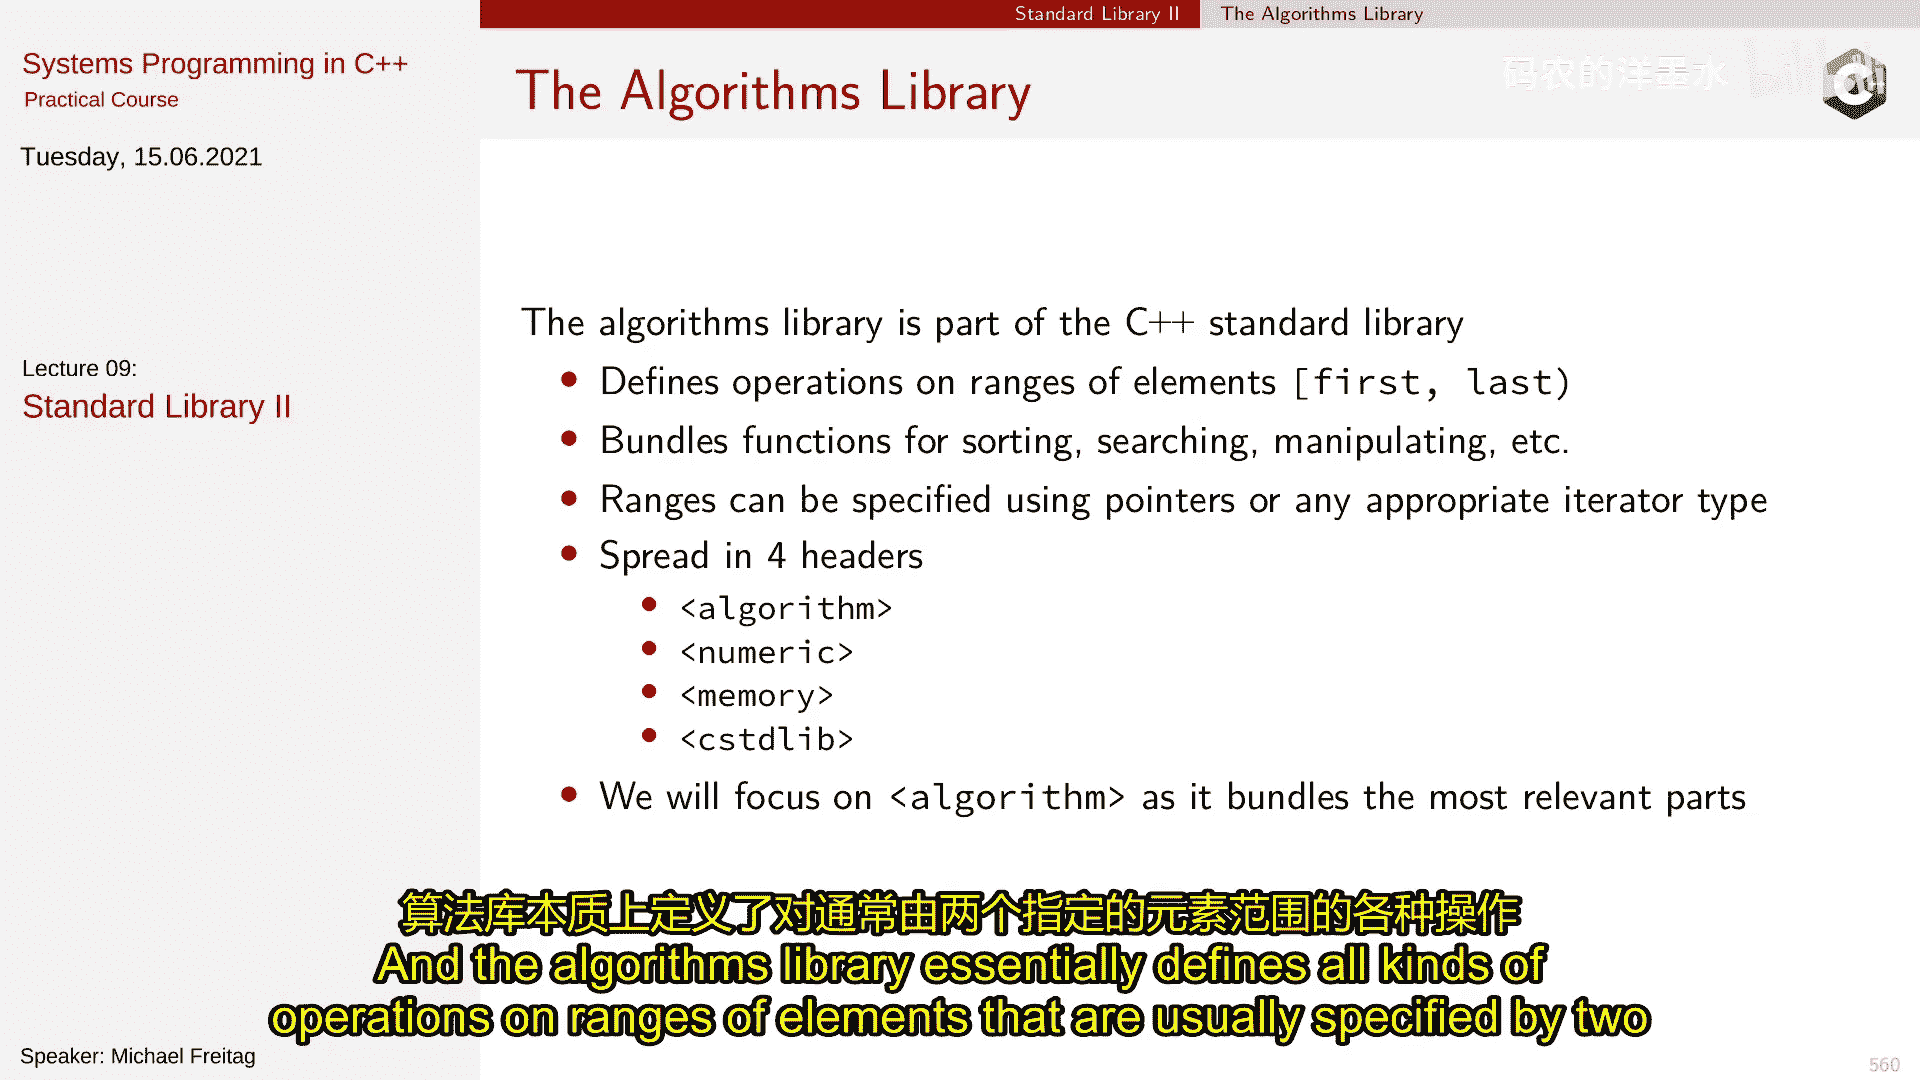 Standard Library II
The Algorithms Library
Systems Programming in C++
Practical Course
Tuesday, 15.06.2021
Lecture 09:
Standard Library II
The Algorithms Library
码农的洋墨水
The algorithms library is part of the C++ standard library
• Defines operations on ranges of elements [first, last)
• Bundles functions for sorting, searching, manipulating, etc.
• Ranges can be specified using pointers or any appropriate iterator type
• Spread in 4 headers
• <algorithm>
• <numeric>
• <memory>
• <cstdlib>
• We will focus on <algorithm> as it bundles the most relevant parts
算法库本质上定义了对通常由两个指定的元素范围的各种操作
And the algorithms library essentially defines all kinds of
operations on ranges of elements that are usually specified by two
Speaker: Michael Freitag
560